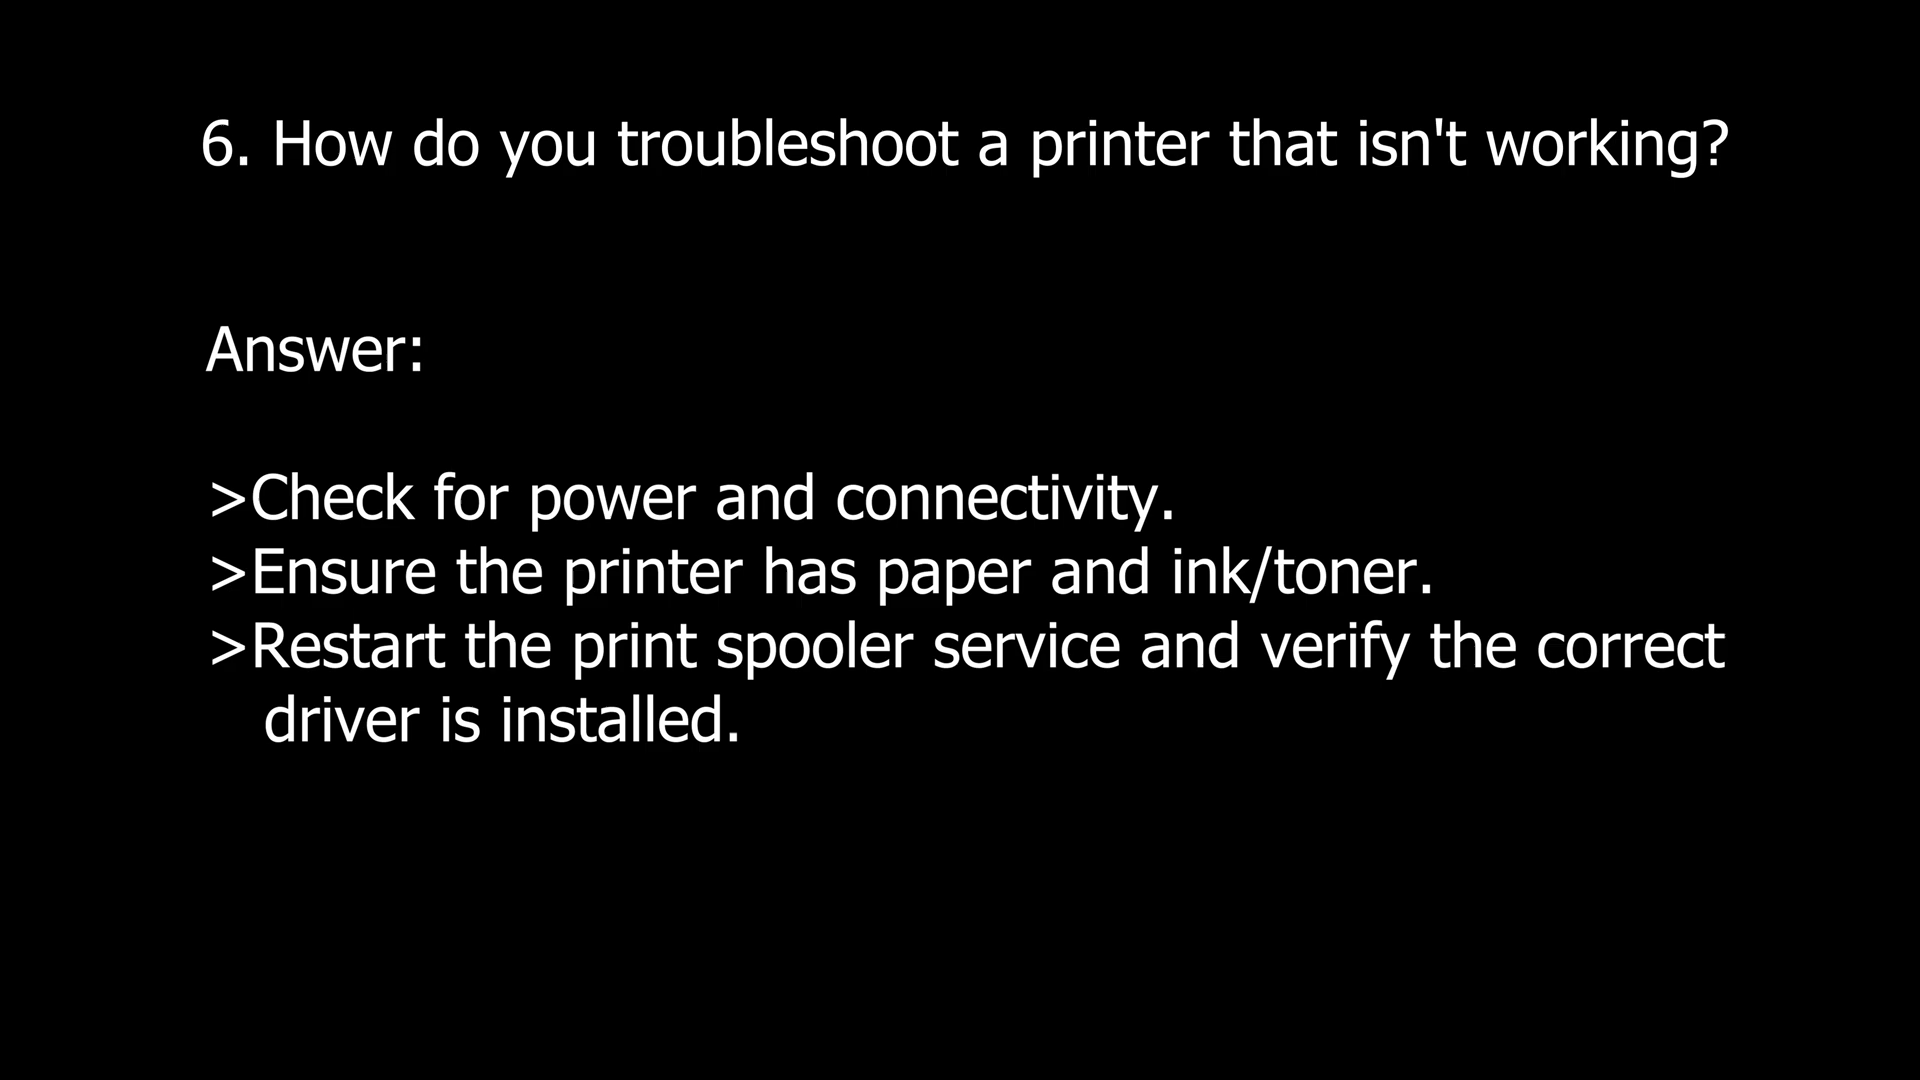 6. How do you troubleshoot a printer that isn't working?
Answer:
>Check for power and connectivity.
>Ensure the printer has paper and ink/toner.
>Restart the print spooler service and verify the correct
driver is installed.